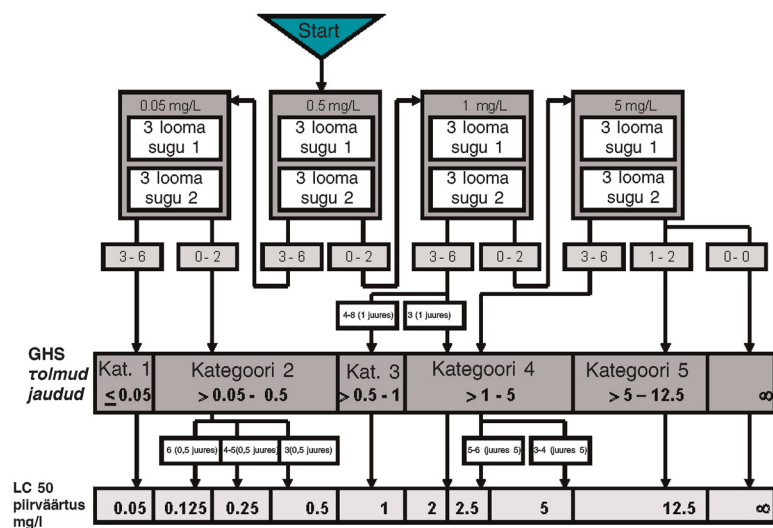 Start
0.05 mg/L
0.5 mg/L
1 mg/L
5 mg/L
3 looma
sugu 1
3 looma
sugu 1
3 looma
sugu 1
3 looma
sugu 1
3 looma
sugu 2
3 looma
sugu 2
3 looma
sugu 2
3 looma
sugu 2
3 - 6
0 - 2
3 - 6
0 - 2
3 - 6
0 - 2
3 - 6
1 - 2
0 - 0
4-8 (1 juures)
3 (1 juures)
GHS
τolmud
jaudud
Kat. 1
≤ 0.05
Kategoori 2
> 0.05 - 0.5
Kat. 3
> 0.5 - 1
Kategoori 4
> 1 - 5
Kategoori 5
> 5 – 12.5
∞
6 (0,5 juures)
4-5(0,5 juures)
3(0,5 juures)
5-6 (juures 5)
3-4 (juures 5)
LC 50
piirväärtus
mg/l
0.05
0.125
0.25
0.5
1
2
2.5
5
12.5
∞